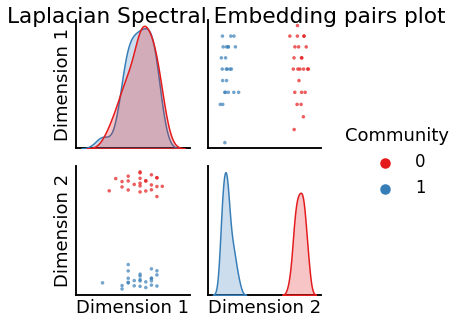 Laplacian Spectral Embedding pairs plot
Dimension 1
Community
0
1
Dimension 2
Dimension 1
Dimension 2